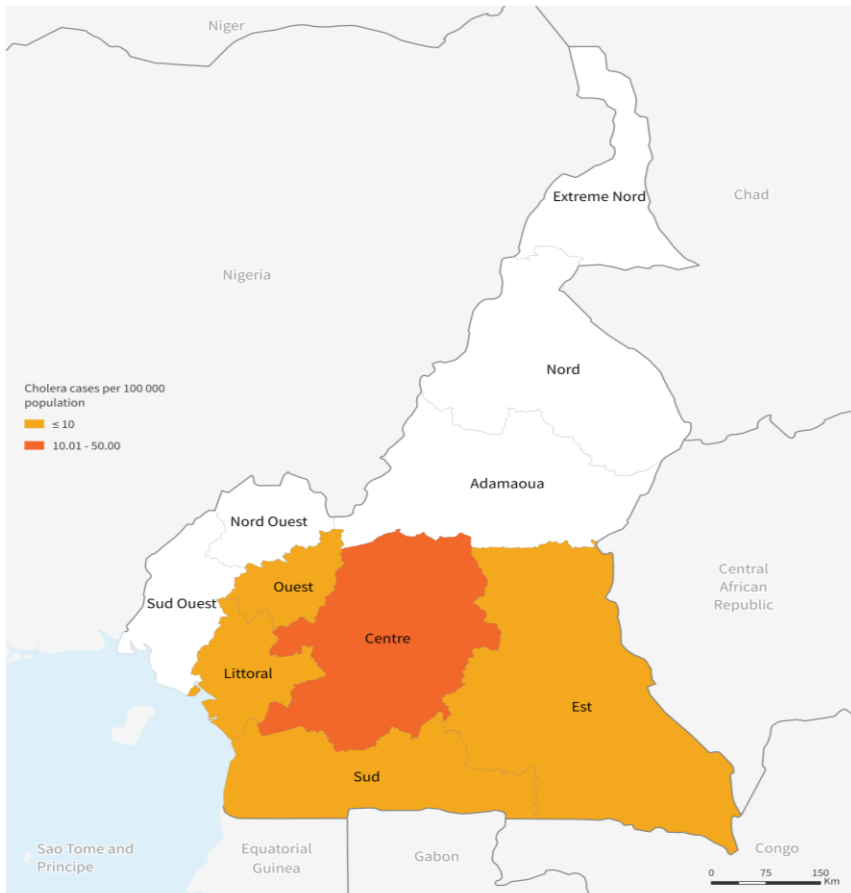 Niger
Extreme Nord
Chad
Nigeria
Nord
Cholera cases per 100 000
population
≤ 10
10.01 - 50.00
Adamaoua
Nord Ouest
Central
African
Republic
Ouest
Sud Ouest
Centre
Littoral
Est
Sud
Sao Tome and
Principe
Equatorial
Guinea
Gabon
Congo
0 75 150
Km